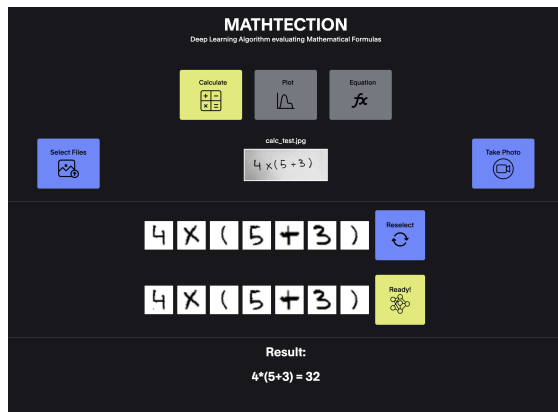 MATHTECTION
Deep Learning Algorithm evaluating Mathematical Formulas
Calculate
Plot
Equation
fx
Select Files
calc_test.jpg
4×(5+3)
Take Photo
4 × ( 5 + 3 )
Reselect
4 × ( 5 + 3 )
Ready!
Result:
4*(5+3) = 32